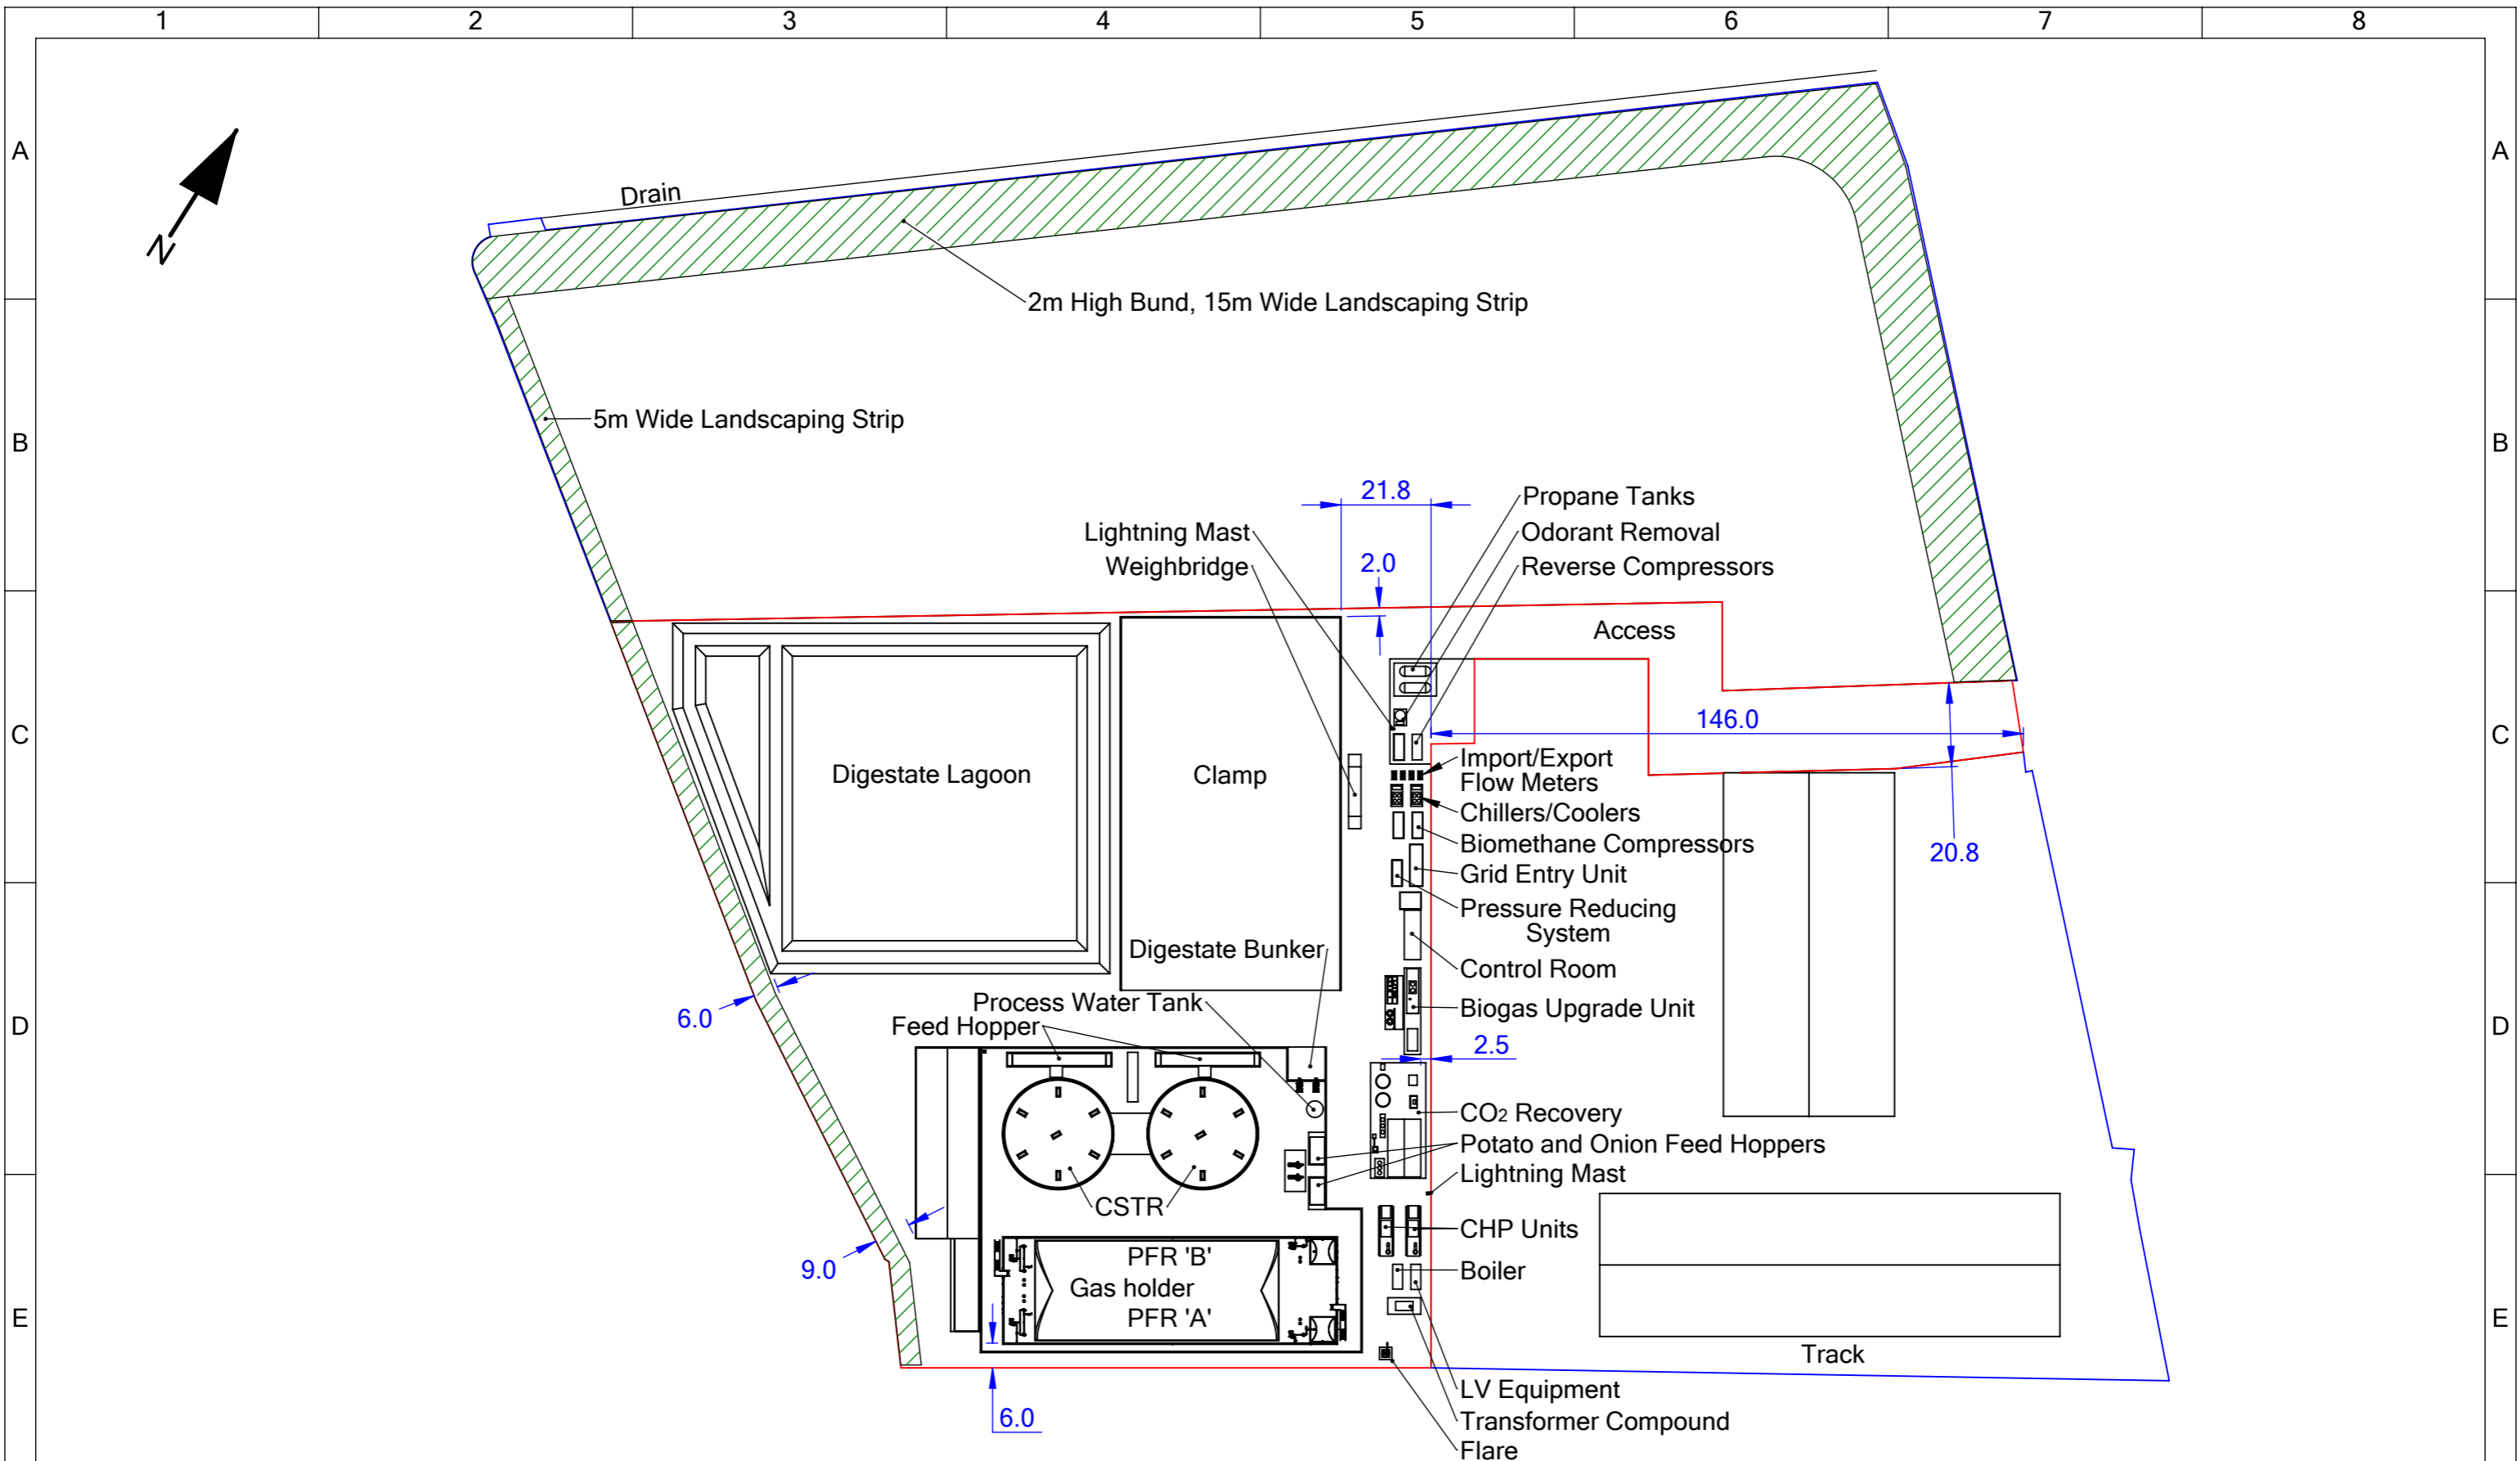 1 2 3 4 5 6 7 8
A A
N
Drain
2m High Bund, 15m Wide Landscaping Strip
5m Wide Landscaping Strip
B B
21.8
Propane Tanks
Lightning Mast
Odorant Removal
Weighbridge
2.0
Reverse Compressors
Access
C C
146.0
Digestate Lagoon
Clamp
Import/Export
Flow Meters
Chillers/Coolers
Biomethane Compressors
20.8
Grid Entry Unit
Pressure Reducing
System
Digestate Bunker
Control Room
Process Water Tank
Biogas Upgrade Unit
6.0
Feed Hopper
D D
2.5
CO2 Recovery
Potato and Onion Feed Hoppers
Lightning Mast
CSTR
CHP Units
PFR 'B'
9.0
Boiler
Gas holder
PFR 'A'
E E
Track
LV Equipment
6.0
Transformer Compound
Flare